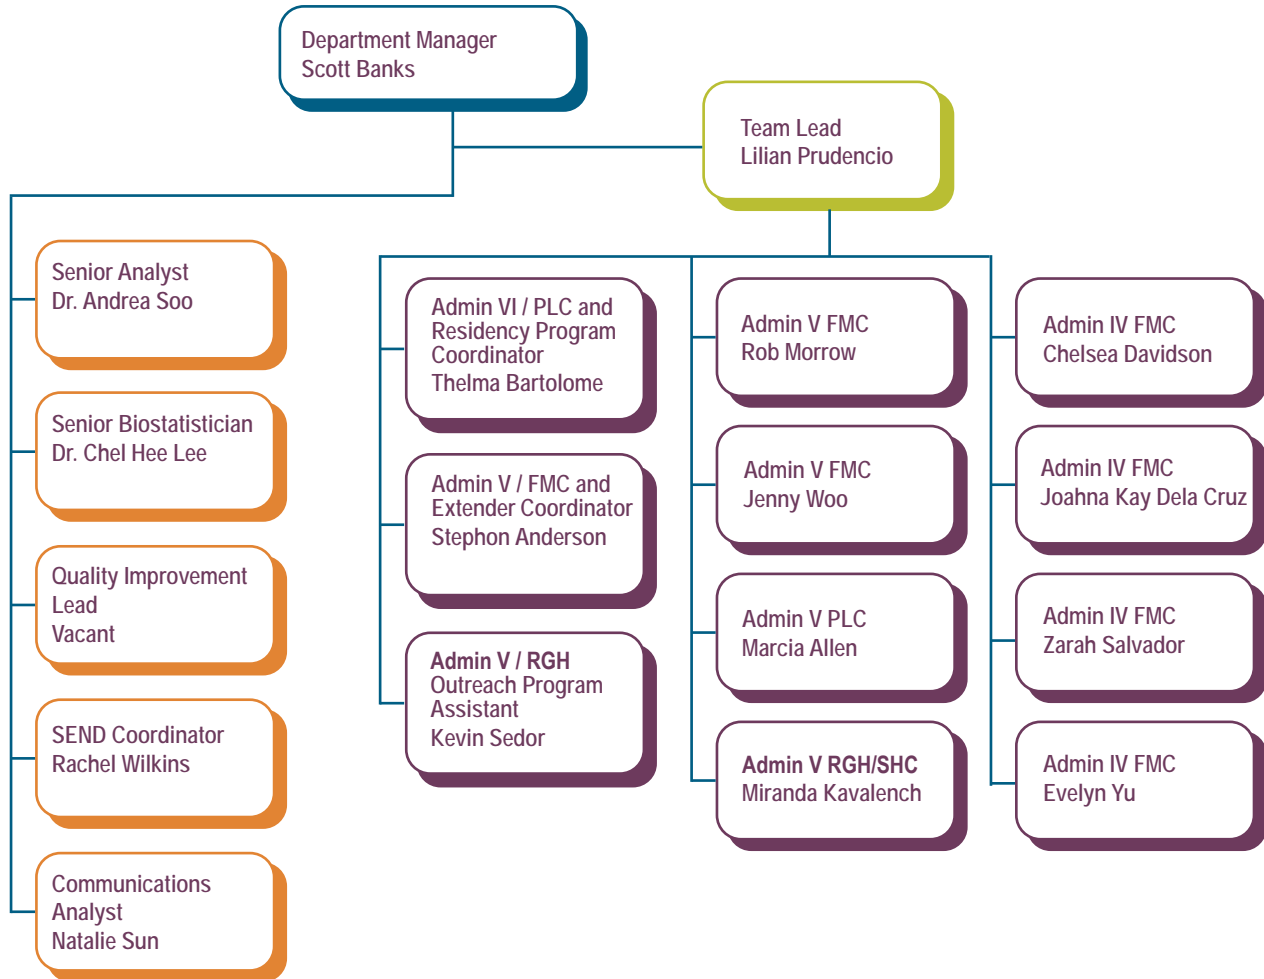 Department Manager
Scott Banks
Team Lead
Lilian Prudencio
Senior Analyst
Dr. Andrea Soo
Senior Biostatistician
Dr. Chel Hee Lee
Quality Improvement
Lead
Vacant
SEND Coordinator
Rachel Wilkins
Communications
Analyst
Natalie Sun
Admin VI / PLC and
Residency Program
Coordinator
Thelma Bartolome
Admin V / FMC and
Extender Coordinator
Stephon Anderson
Admin V / RGH
Outreach Program
Assistant
Kevin Sedor
Admin V FMC
Rob Morrow
Admin V FMC
Jenny Woo
Admin V PLC
Marcia Allen
Admin V RGH/SHC
Miranda Kavalench
Admin IV FMC
Chelsea Davidson
Admin IV FMC
Joahna Kay Dela Cruz
Admin IV FMC
Zarah Salvador
Admin IV FMC
Evelyn Yu